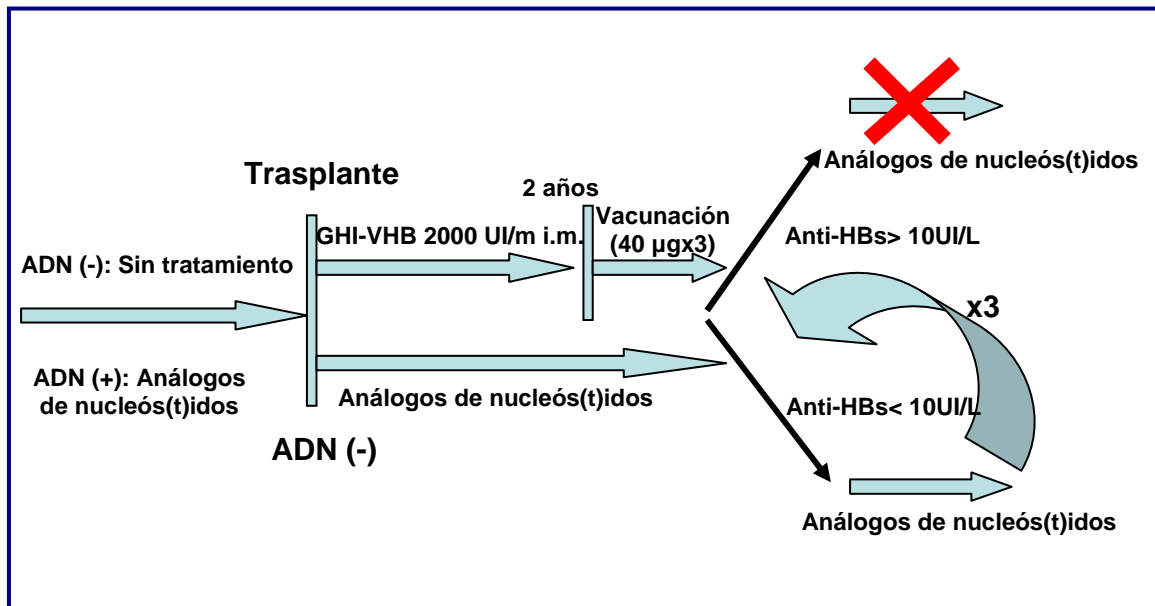 Trasplante
ADN (-): Sin tratamiento
ADN (+): Análogos
de nucleós(t)idos
ADN (-)
GHI-VHB 2000 UI/m i.m.
2 años
Vacunación
(40 µgx3)
Análogos de nucleós(t)idos
Análogos de nucleós(t)idos
Anti-HBs> 10UI/L
x3
Anti-HBs< 10UI/L
Análogos de nucleós(t)idos